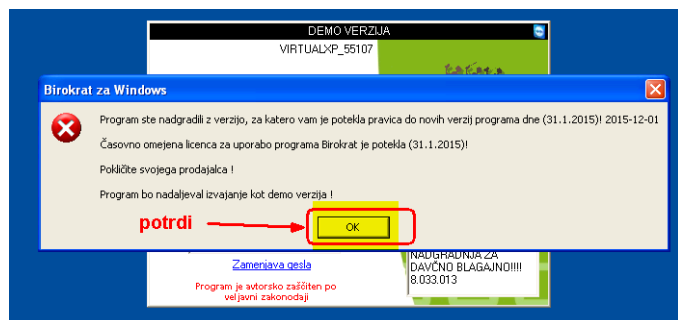 DEMO VERZIJA
VIRTUALXP_55107
Birokrat za Windows
Program ste nadgradili z verzijo, za katero vam je potekla pravica do novih verzij programa dne (31.1.2015)! 2015-12-01
Časovno omejena licenca za uporabo programa Birokrat je potekla (31.1.2015)!
Pokličite svojega prodajalca !
Program bo nadaljeval izvajanje kot demo verzija !
potrdi
OK
Zamenjava gesla
Program je avtorsko zaščiten po
veljavni zakonodaji
NADGRADNJA ZA
DAVČNO BLAGAJNO!!!!
8.033.013